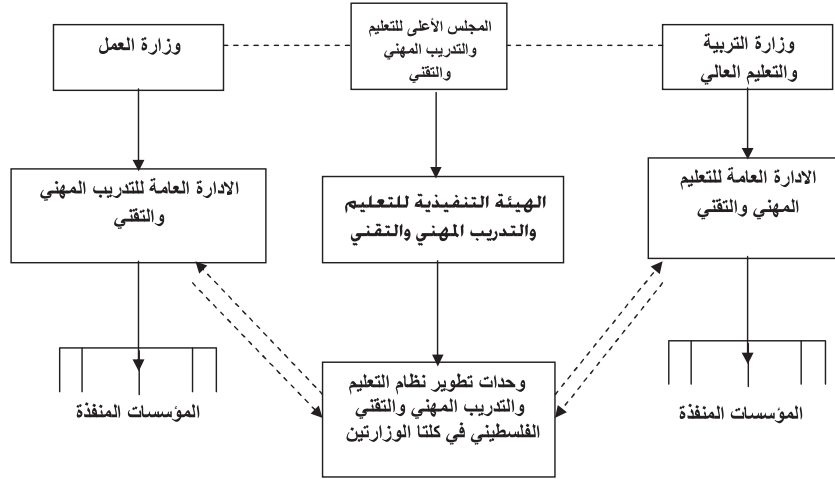 وزارة التربية
والتعليم العالي
المجلس الأعلى للتعليم
والتدريب المهني
والتقني
وزارة العمل
الادارة العامة للتعليم
المهني والتقني
الهيئة التنفيذية للتعليم
والتدريب المهني والتقني
الادارة العامة للتدريب المهني
والتقني
المؤسسات المنفذة
وحدات تطوير نظام التعليم
والتدريب المهني والتقني
الفلسطيني في كلتا الوزارتين
المؤسسات المنفذة